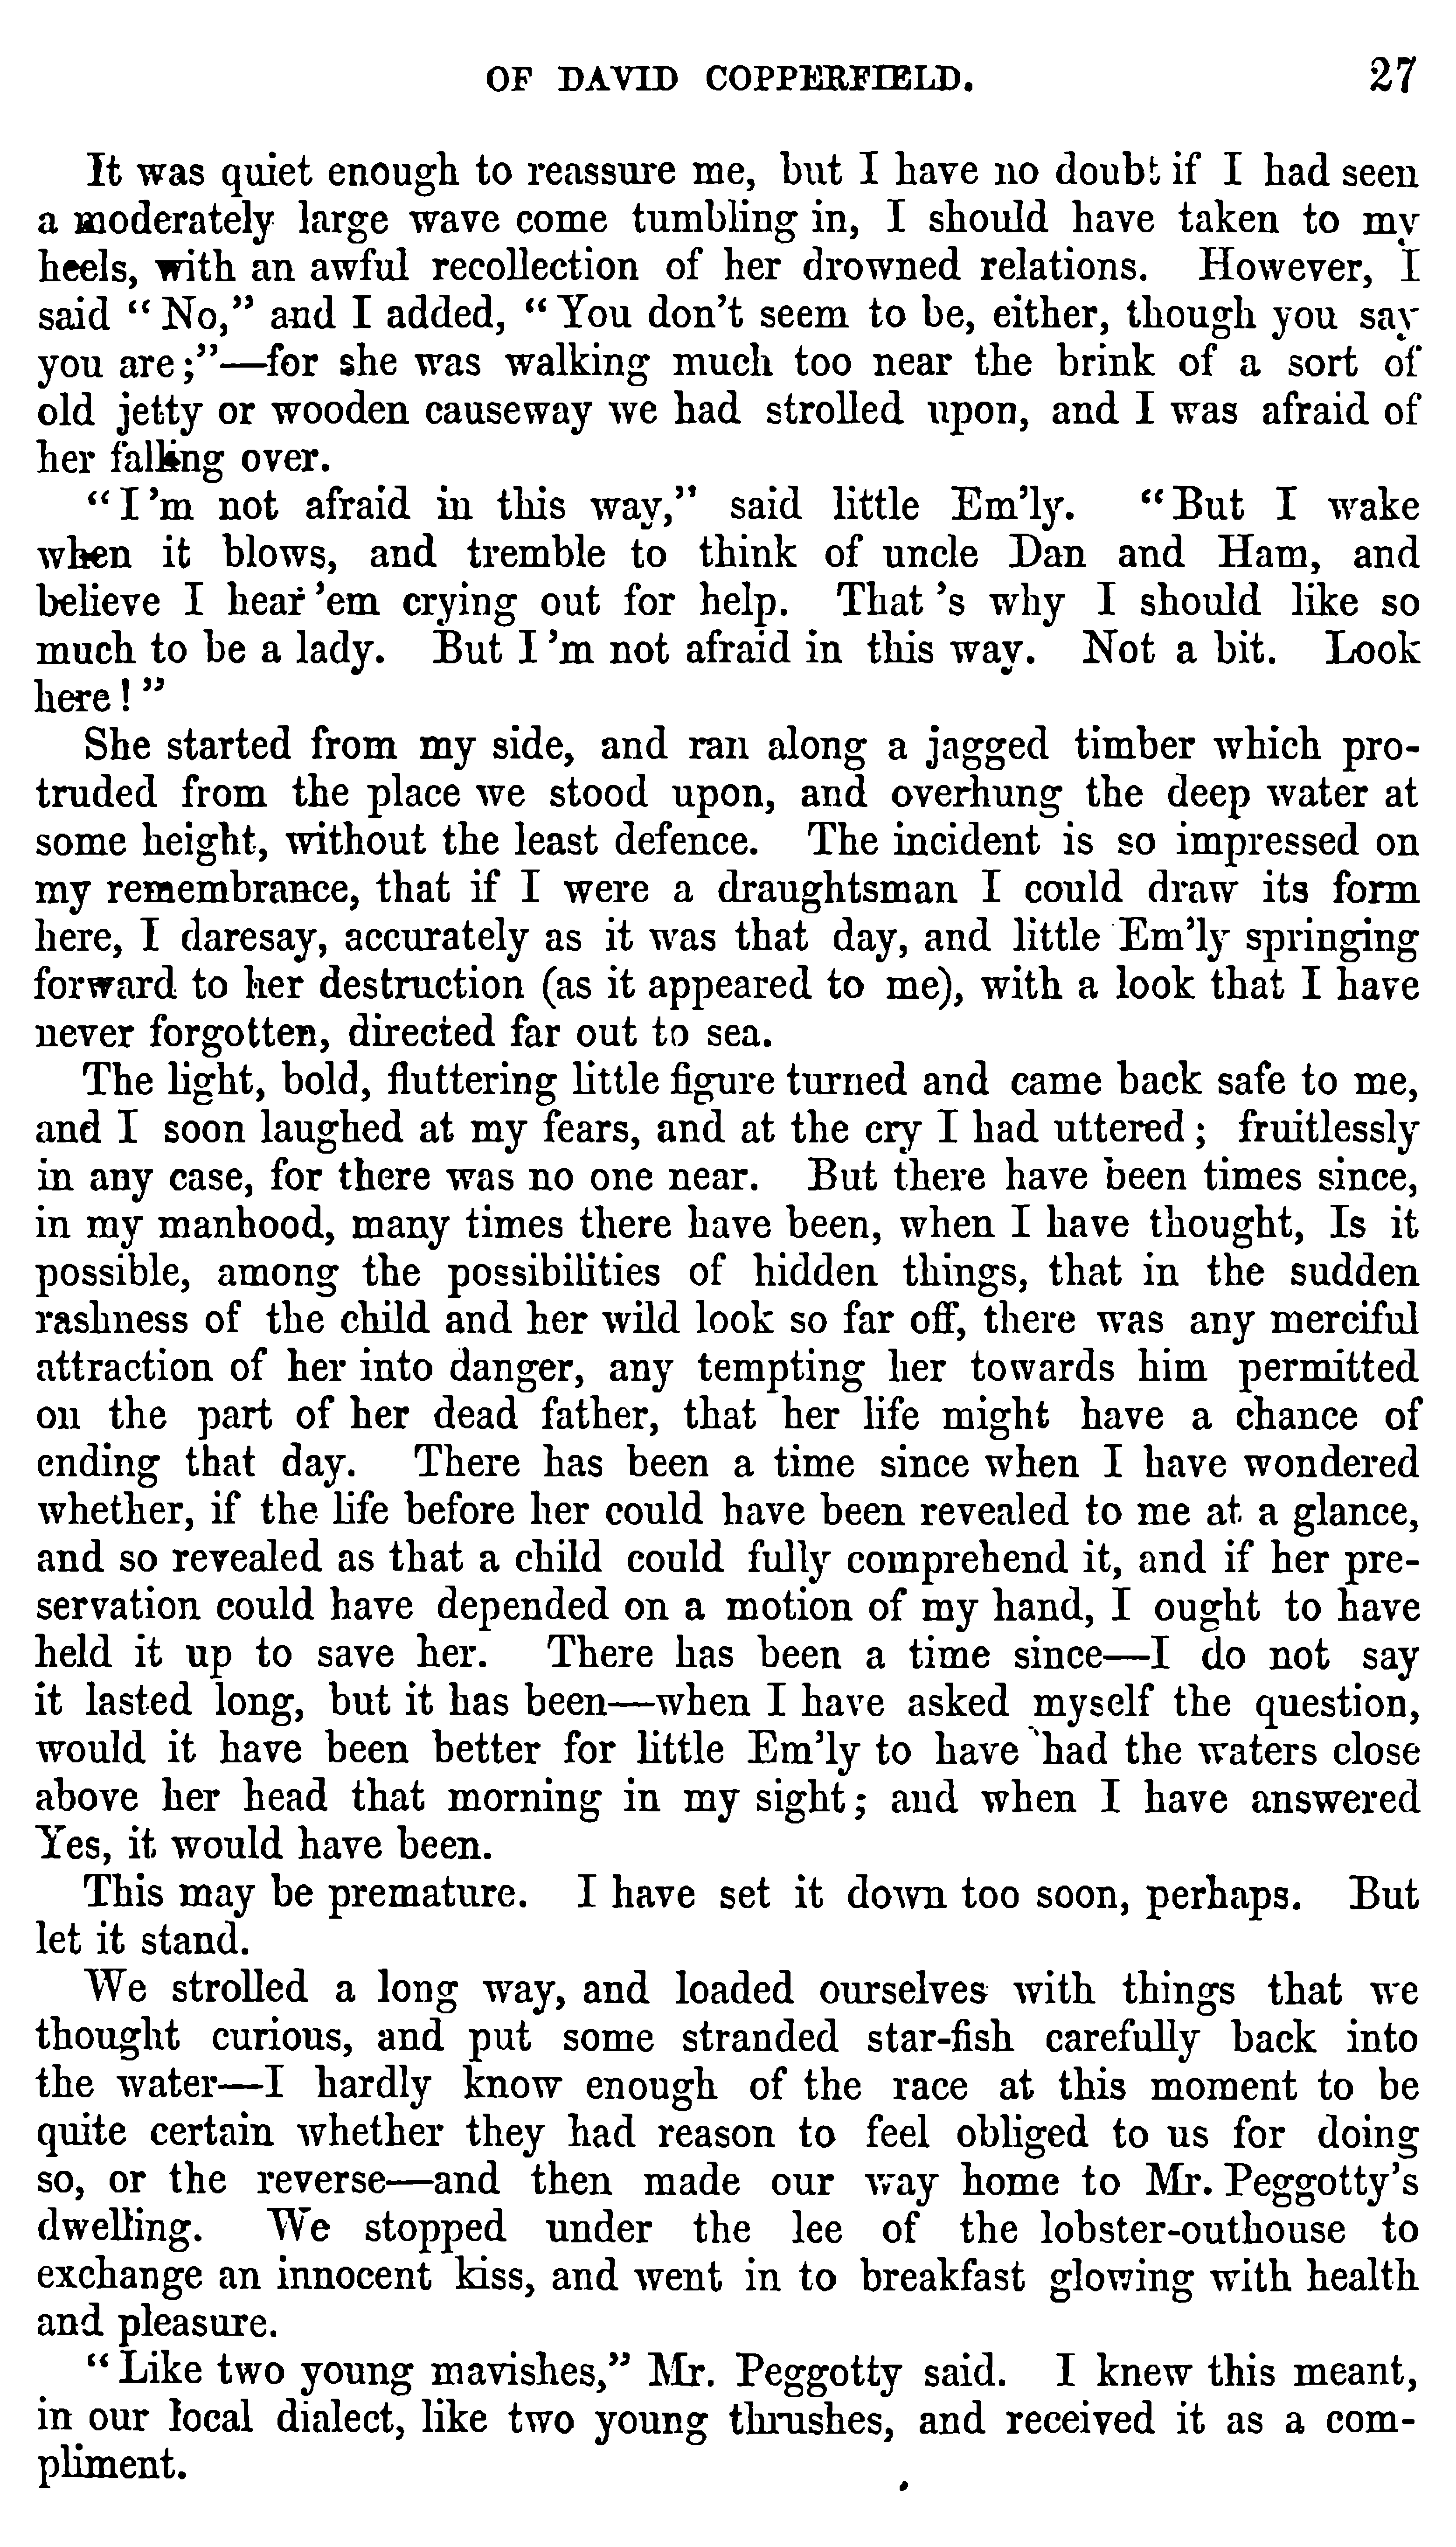 OF DAVID COPPERFIELD. 27
It was quiet enough to reassure me, but I have no doubt if I had seen
a moderately large wave come tumbling in, I should have taken to my
heels, with an awful recollection of her drowned relations. However, I
said “ No,” and I added, “ You don’t seem to be, either, though you say
you are ;”—for she was walking much too near the brink of a sort of
old jetty or wooden causeway we had strolled upon, and I was afraid of
her falling over.
“ I ’m not afraid in this way,” said little Em’ly. “ But I wake
when it blows, and tremble to think of uncle Dan and Ham, and
believe I hear ’em crying out for help. That ’s why I should like so
much to be a lady. But I ’m not afraid in this way. Not a bit. Look
here ! ”
She started from my side, and ran along a jagged timber which pro-
truded from the place we stood upon, and overhung the deep water at
some height, without the least defence. The incident is so impressed on
my remembrance, that if I were a draughtsman I could draw its form
here, I daresay, accurately as it was that day, and little Em’ly springing
forward to her destruction (as it appeared to me), with a look that I have
never forgotten, directed far out to sea.
The light, bold, fluttering little figure turned and came back safe to me,
and I soon laughed at my fears, and at the cry I had uttered ; fruitlessly
in any case, for there was no one near. But there have been times since,
in my manhood, many times there have been, when I have thought, Is it
possible, among the possibilities of hidden things, that in the sudden
rashness of the child and her wild look so far off, there was any merciful
attraction of her into danger, any tempting her towards him permitted
on the part of her dead father, that her life might have a chance of
ending that day. There has been a time since when I have wondered
whether, if the life before her could have been revealed to me at a glance,
and so revealed as that a child could fully comprehend it, and if her pre-
servation could have depended on a motion of my hand, I ought to have
held it up to save her. There has been a time since—I do not say
it lasted long, but it has been—when I have asked myself the question,
would it have been better for little Em’ly to have had the waters close
above her head that morning in my sight ; and when I have answered
Yes, it would have been.
This may be premature. I have set it down too soon, perhaps. But
let it stand.
We strolled a long way, and loaded ourselves with things that we
thought curious, and put some stranded star-fish carefully back into
the water—I hardly know enough of the race at this moment to be
quite certain whether they had reason to feel obliged to us for doing
so, or the reverse—and then made our way home to Mr. Peggotty’s
dwelling. We stopped under the lee of the lobster-outhouse to
exchange an innocent kiss, and went in to breakfast glowing with health
and pleasure.
“ Like two young mavishes,” Mr. Peggotty said. I knew this meant,
in our local dialect, like two young thrushes, and received it as a com-
pliment.